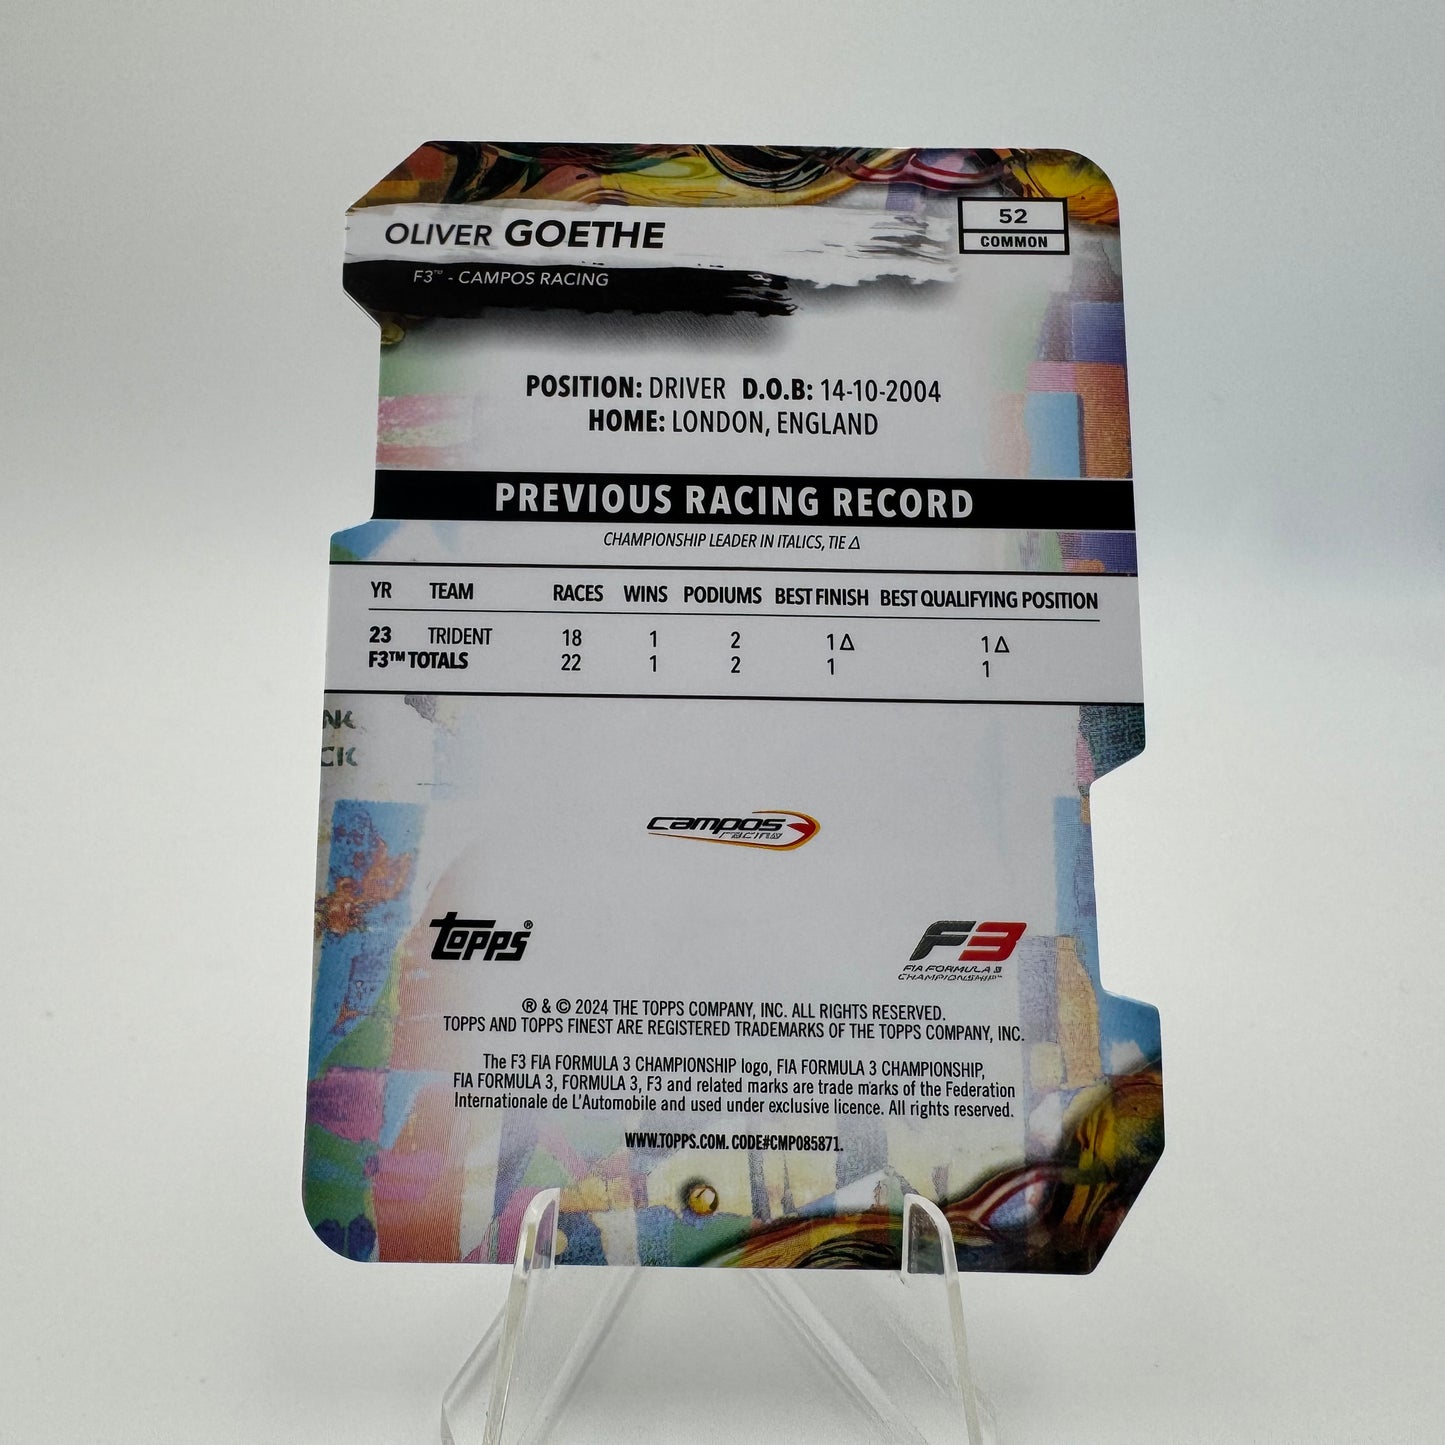 OLIVER GOETHE
52
COMMON
F3™ - CAMPOS RACING
POSITION: DRIVER D.O.B: 14-10-2004
HOME: LONDON, ENGLAND
PREVIOUS RACING RECORD
CHAMPIONSHIP LEADER IN ITALICS, TIE Δ
YR TEAM RACES WINS PODIUMS BEST FINISH BEST QUALIFYING POSITION
23 TRIDENT 18 1 2 1 Δ 1 Δ
F3™ TOTALS 22 1 2 1 1
campos
racing
Topps®
F3
FIA FORMULA 3
CHAMPIONSHIP™
® & © 2024 THE TOPPS COMPANY, INC. ALL RIGHTS RESERVED.
TOPPS AND TOPPS FINEST ARE REGISTERED TRADEMARKS OF THE TOPPS COMPANY, INC.
The F3 FIA FORMULA 3 CHAMPIONSHIP logo, FIA FORMULA 3 CHAMPIONSHIP,
FIA FORMULA 3, FORMULA 3, F3 and related marks are trade marks of the Federation
Internationale de L'Automobile and used under exclusive licence. All rights reserved.
WWW.TOPPS.COM. CODE#CMP085871.